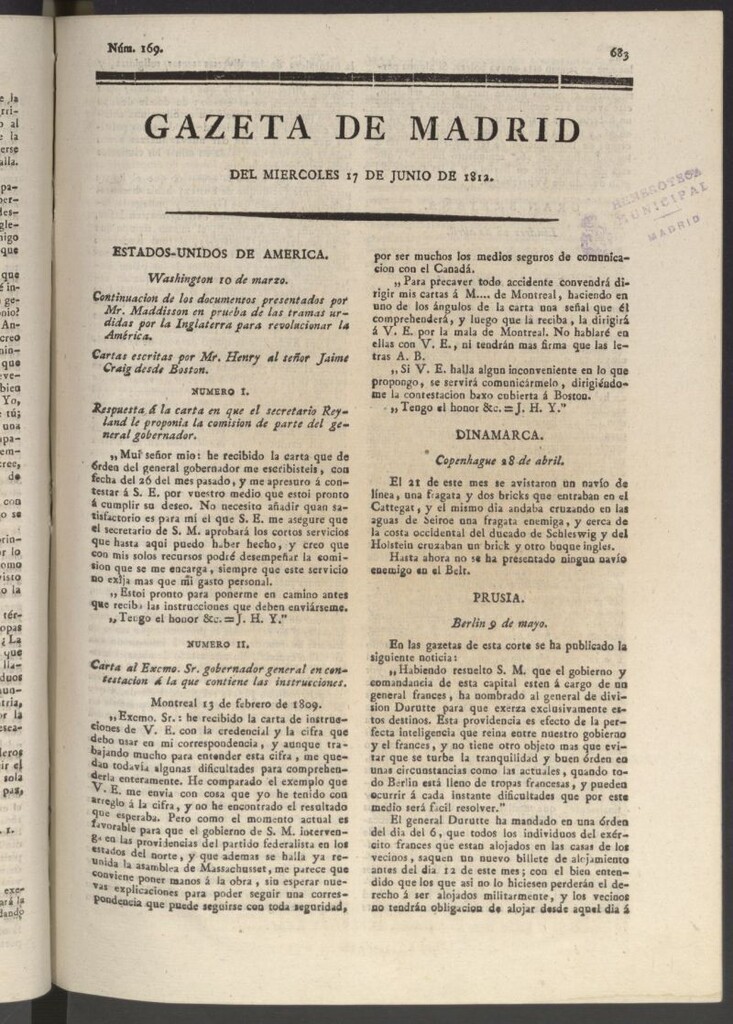 Núm. 169.
683
GAZETA DE MADRID
DEL MIERCOLES 17 DE JUNIO DE 1812.
HEMEROTECA
MUNICIPAL
MADRID
ESTADOS-UNIDOS DE AMERICA.
Washington 10 de marzo.
Continuacion de los documentos presentados por
Mr. Maddisson en prueba de las tramas ur-
didas por la Inglaterra para revolucionar la
América.
Cartas escritas por Mr. Henry al señor Jaime
Craig desde Boston.
NUMERO I.
Respuesta á la carta en que el secretario Rey-
land le proponia la comision de parte del ge-
neral gobernador.
„Mui señor mio: he recibido la carta que de
órden del general gobernador me escribisteis, con
fecha del 26 del mes pasado, y me apresuro á con-
testar á S. E. por vuestro medio que estoi pronto
á cumplir su deseo. No necesito añadir quan sa-
tisfactorio es para mí el que S. E. me asegure que
el secretario de S. M. aprobará los cortos servicios
que hasta aqui puedo haber hecho, y creo que
con mis solos recursos podré desempeñar la comi-
sion que se me encarga, siempre que este servicio
no exija mas que mi gasto personal.
„Estoi pronto para ponerme en camino antes
que reciba las instrucciones que deben enviárseme.
„Tengo el honor &c. = J. H. Y."
NUMERO II.
Carta al Excmo. Sr. gobernador general en con-
testacion á la que contiene las instrucciones.
Montreal 13 de febrero de 1809.
„Excmo. Sr.: he recibido la carta de instruc-
ciones de V. E. con la credencial y la cifra que
debo usar en mi correspondencia, y aunque tra-
bajando mucho para entender esta cifra, me que-
dan todavia algunas dificultades para comprehen-
derla enteramente. He comparado el exemplo que
V. E. me envia con cosa que yo he tenido con
arreglo á la cifra, y no he encontrado el resultado
que esperaba. Pero como el momento actual es
favorable para que el gobierno de S. M. interven-
ga en las providencias del partido federalista en los
estados del norte, y que ademas se halla ya re-
unida la asamblea de Massachusset, me parece que
conviene poner manos á la obra, sin esperar nue-
vas explicaciones para poder seguir una corres-
pondencia que puede seguirse con toda seguridad,
por ser muchos los medios seguros de comunica-
cion con el Canadá.
„Para precaver todo accidente convendrá di-
rigir mis cartas á M.... de Montreal, haciendo en
uno de los ángulos de la carta una señal que él
comprehenderá, y luego que la reciba, la dirigirá
á V. E. por la mala de Montreal. No hablaré en
ellas con V. E., ni tendrán mas firma que las le-
tras A. B.
„Si V. E. halla algun inconveniente en lo que
propongo, se servirá comunicármelo, dirigiéndo-
me la contestacion baxo cubierta á Boston.
„Tengo el honor &c. = J. H. Y."
DINAMARCA.
Copenhague 28 de abril.
El 21 de este mes se avistaron un navío de
línea, una fragata y dos bricks que entraban en el
Cattegat, y el mismo dia andaba cruzando en las
aguas de Seiroe una fragata enemiga, y cerca de
la costa occidental del ducado de Schleswig y del
Holstein cruzaban un brick y otro buque ingles.
Hasta ahora no se ha presentado ningun navío
enemigo en el Belt.
PRUSIA.
Berlin 9 de mayo.
En las gazetas de esta corte se ha publicado la
siguiente noticia:
„Habiendo resuelto S. M. que el gobierno y
comandancia de esta capital esten á cargo de un
general frances, ha nombrado al general de divi-
sion Durutte para que exerza exclusivamente es-
tos destinos. Esta providencia es efecto de la per-
fecta inteligencia que reina entre nuestro gobierno
y el frances, y no tiene otro objeto mas que evi-
tar que se turbe la tranquilidad y buen órden en
unas circunstancias como las actuales, quando to-
do Berlin está lleno de tropas francesas, y pueden
ocurrir á cada instante dificultades que por este
medio será fácil resolver."
El general Durutte ha mandado en una órden
del dia del 6, que todos los individuos del exér-
cito frances que estan alojados en las casas de los
vecinos, saquen un nuevo billete de alojamiento
antes del dia 12 de este mes; con el bien enten-
dido que los que asi no lo hiciesen perderán el de-
recho á ser alojados militarmente, y los vecinos
no tendrán obligacion de alojar desde aquel dia á